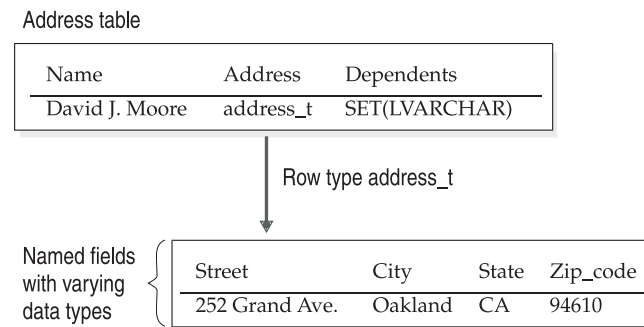 Address table
Name Address Dependents
David J. Moore address_t SET(LVARCHAR)
Row type address_t
Named fields
with varying
data types
Street City State Zip_code
252 Grand Ave. Oakland CA 94610